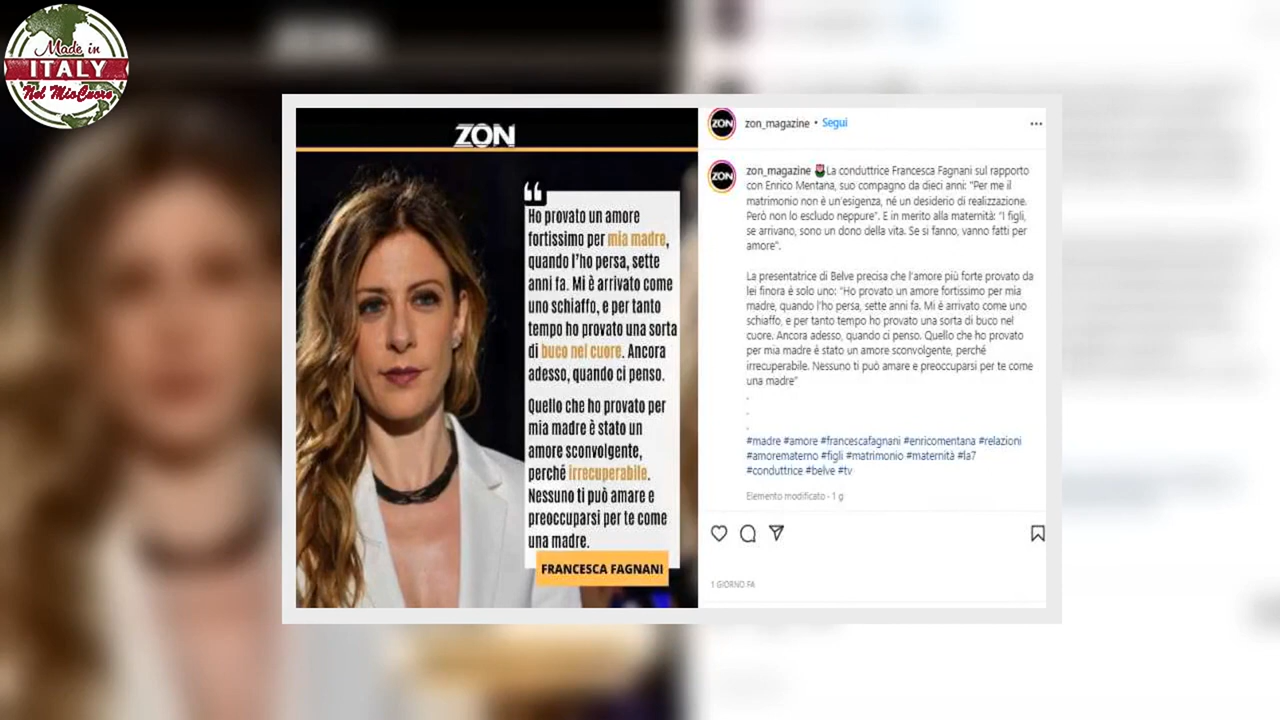 Made in
ITALY
Nel MioCuore
ZON
“
Ho provato un amore
fortissimo per mia madre,
quando l'ho persa, sette
anni fa. Mi è arrivato come
uno schiaffo, e per tanto
tempo ho provato una sorta
di buco nel cuore. Ancora
adesso, quando ci penso.
Quello che ho provato per
mia madre è stato un
amore sconvolgente,
perché irrecuperabile.
Nessuno ti può amare e
preoccuparsi per te come
una madre.
FRANCESCA FAGNANI
ZON
zon_magazine • Segui
ZON
zon_magazine 🌷La conduttrice Francesca Fagnani sul rapporto
con Enrico Mentana, suo compagno da dieci anni: "Per me il
matrimonio non è un'esigenza, né un desiderio di realizzazione.
Però non lo escludo neppure". E in merito alla maternità: "I figli,
se arrivano, sono un dono della vita. Se si fanno, vanno fatti per
amore".
La presentatrice di Belve precisa che l'amore più forte provato da
lei finora è solo uno: "Ho provato un amore fortissimo per mia
madre, quando l'ho persa, sette anni fa. Mi è arrivato come uno
schiaffo, e per tanto tempo ho provato una sorta di buco nel
cuore. Ancora adesso, quando ci penso. Quello che ho provato
per mia madre è stato un amore sconvolgente, perché
irrecuperabile. Nessuno ti può amare e preoccuparsi per te come
una madre"
.
.
.
#madre #amore #francescafagnani #enricomentana #relazioni
#amorematerno #figli #matrimonio #maternità #la7
#conduttrice #belve #tv
Elemento modificato - 1 g
1 GIORNO FA